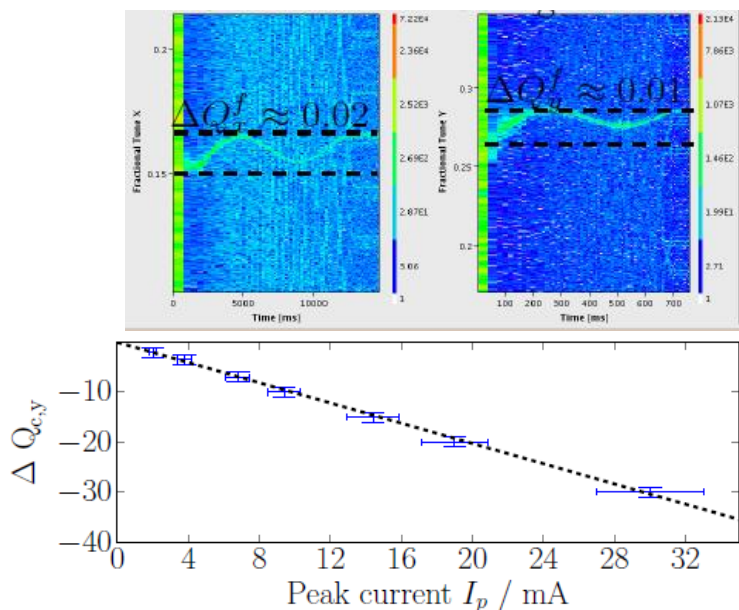 0.2
0.15
Fractional Tune X
ΔQ_x^f ≈ 0.02
0 5000 10000
Time [ms]
7.22E4
2.36E4
2.52E3
2.69E2
2.87E1
5.06
1
0.3
0.25
0.2
Fractional Tune Y
ΔQ_y^f ≈ 0.01
100 200 300 400 500 600 700
Time [ms]
2.13E4
7.86E3
1.07E3
1.46E2
1.99E1
2.71
1
Δ Q_{c,y}
−10
−20
−30
−40
0 4 8 12 16 20 24 28 32
Peak current I_p / mA